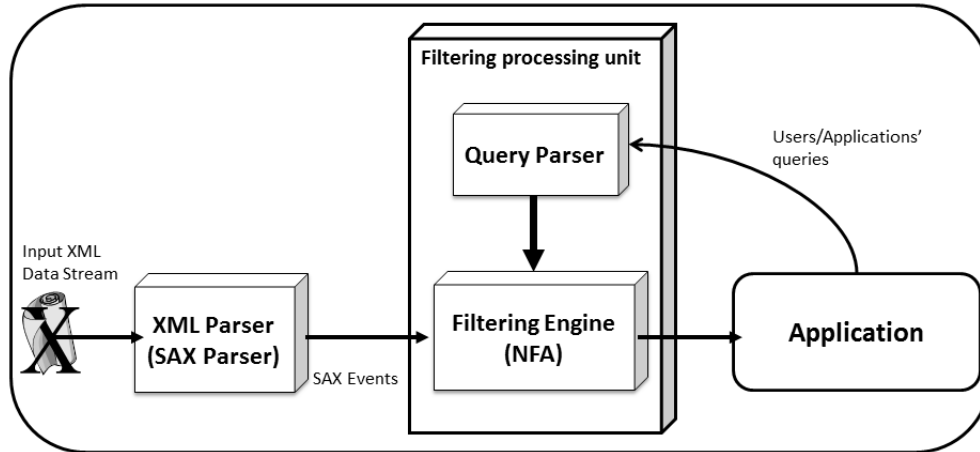 Filtering processing unit
Query Parser
Users/Applications'
queries
Input XML
Data Stream
X
XML Parser
(SAX Parser)
SAX Events
Filtering Engine
(NFA)
Application